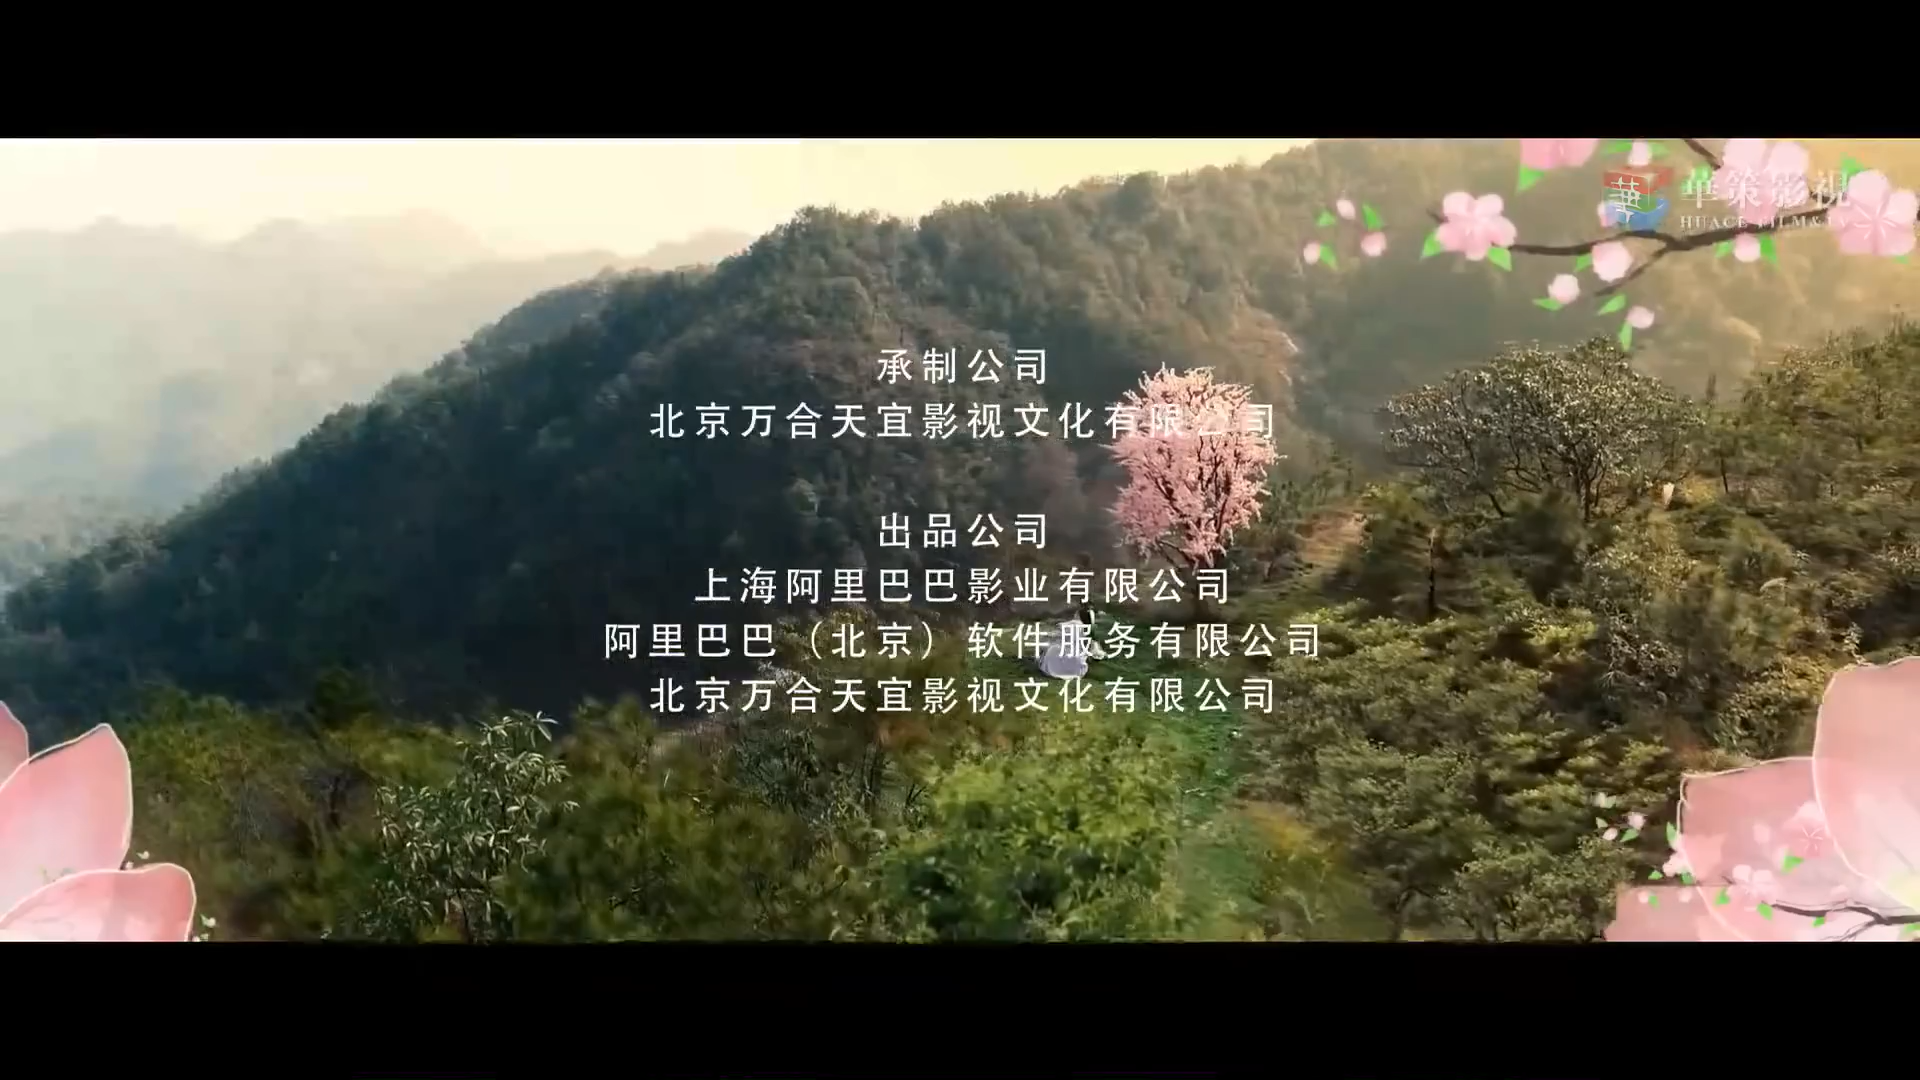 華策影視
HUACE FILM&TV
承制公司
北京万合天宜影视文化有限公司
出品公司
上海阿里巴巴影业有限公司
阿里巴巴（北京）软件服务有限公司
北京万合天宜影视文化有限公司